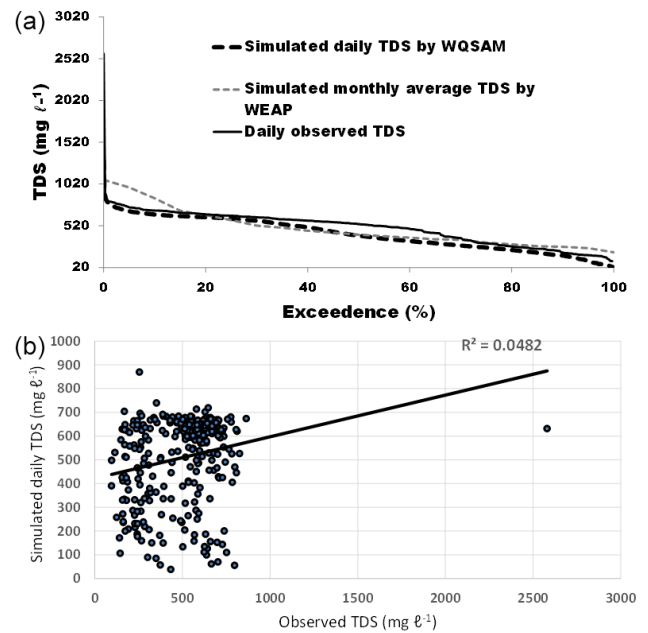 (a)
3020
2520
2020
1520
1020
520
20
TDS (mg ℓ-1)
Simulated daily TDS by WQSAM
Simulated monthly average TDS by
WEAP
Daily observed TDS
0 20 40 60 80 100
Exceedence (%)
(b)
1000
900
800
700
600
500
400
300
200
100
0
Simulated daily TDS (mg ℓ-1)
R² = 0.0482
0 500 1000 1500 2000 2500 3000
Observed TDS (mg ℓ-1)